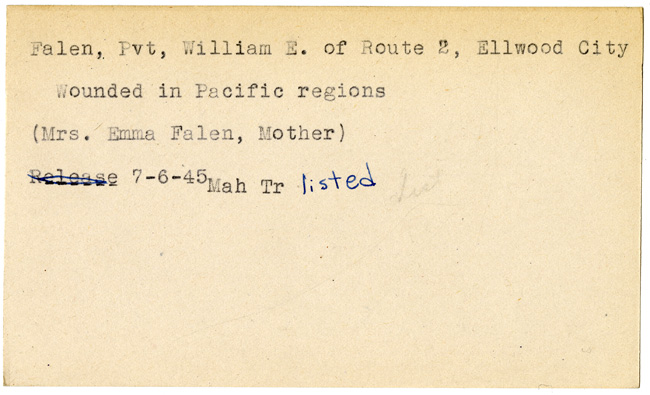 Falen, Pvt, William E. of Route 2, Ellwood City
Wounded in Pacific regions
(Mrs. Emma Falen, Mother)
Release 7-6-45 Mah Tr listed